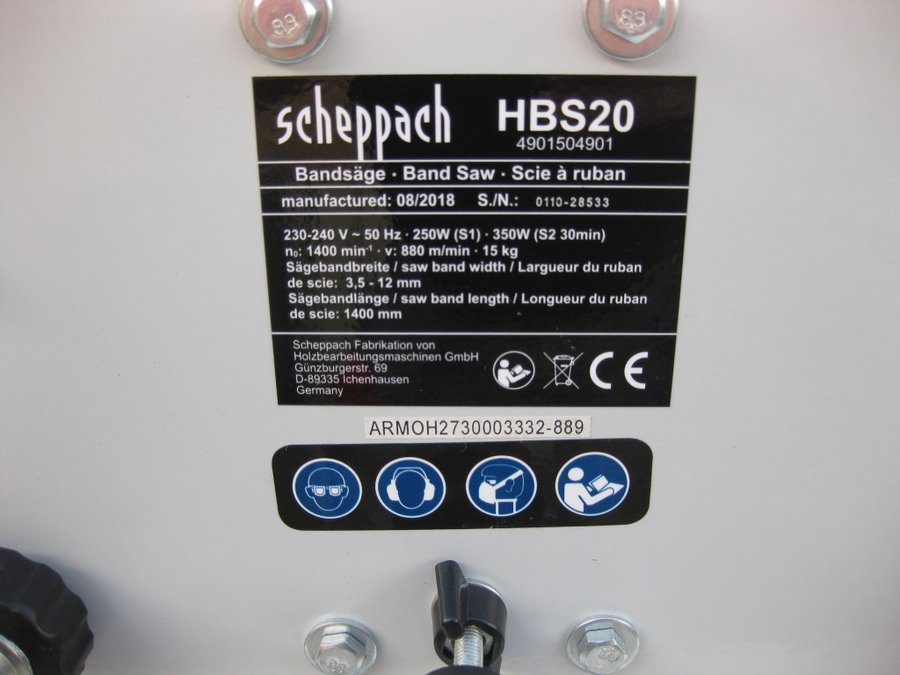 scheppach HBS20
4901504901
Bandsäge · Band Saw · Scie à ruban
manufactured: 08/2018 S./N.: 0110-28533
230-240 V ~ 50 Hz · 250W (S1) · 350W (S2 30min)
n₀: 1400 min⁻¹ · v: 880 m/min · 15 kg
Sägebandbreite / saw band width / Largueur du ruban
de scie: 3,5 - 12 mm
Sägebandlänge / saw band length / Longueur du ruban
de scie: 1400 mm
Scheppach Fabrikation von
Holzbearbeitungsmaschinen GmbH
Günzburgerstr. 69
D-89335 Ichenhausen
Germany
CE
ARMOH2730003332-889